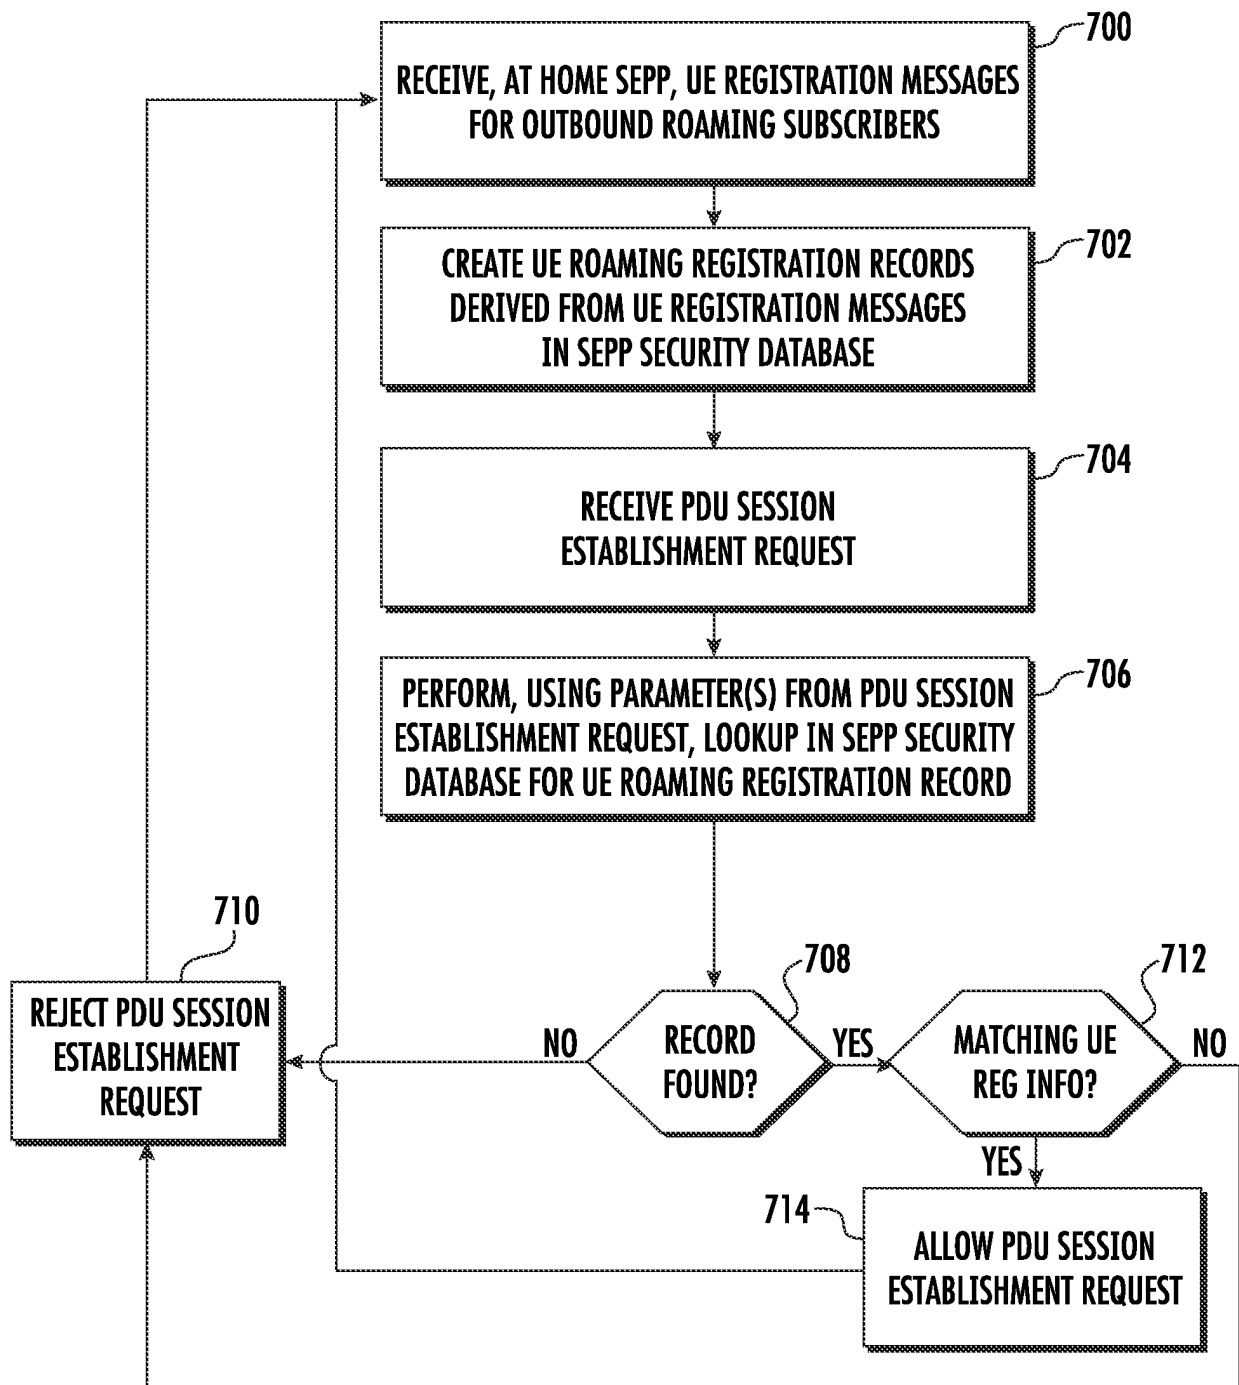 700
RECEIVE, AT HOME SEPP, UE REGISTRATION MESSAGES
FOR OUTBOUND ROAMING SUBSCRIBERS
702
CREATE UE ROAMING REGISTRATION RECORDS
DERIVED FROM UE REGISTRATION MESSAGES
IN SEPP SECURITY DATABASE
704
RECEIVE PDU SESSION
ESTABLISHMENT REQUEST
706
PERFORM, USING PARAMETER(S) FROM PDU SESSION
ESTABLISHMENT REQUEST, LOOKUP IN SEPP SECURITY
DATABASE FOR UE ROAMING REGISTRATION RECORD
710
REJECT PDU SESSION
ESTABLISHMENT
REQUEST
NO
708
RECORD
FOUND?
YES
712
MATCHING UE
REG INFO?
NO
YES
714
ALLOW PDU SESSION
ESTABLISHMENT REQUEST